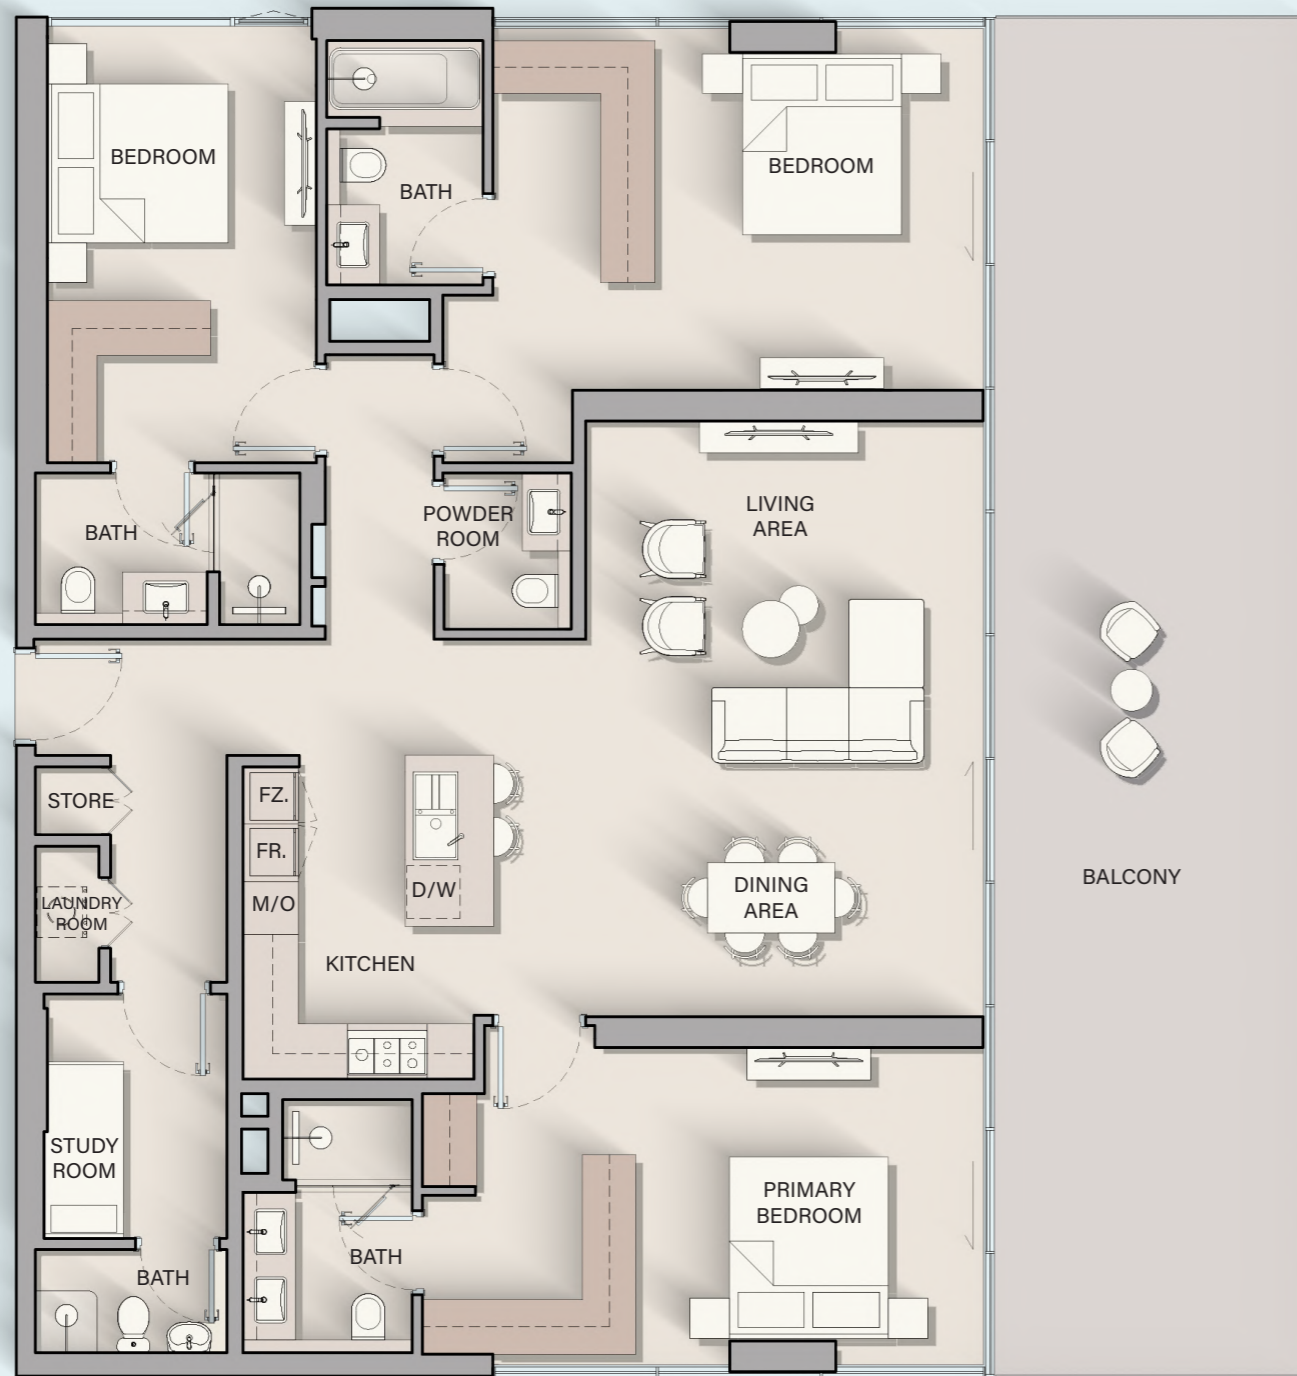 BEDROOM
BATH
BEDROOM
BATH
POWDER
ROOM
LIVING
AREA
STORE
FZ.
FR.
LAUNDRY
ROOM
M/O
D/W
DINING
AREA
BALCONY
KITCHEN
STUDY
ROOM
PRIMARY
BEDROOM
BATH
BATH